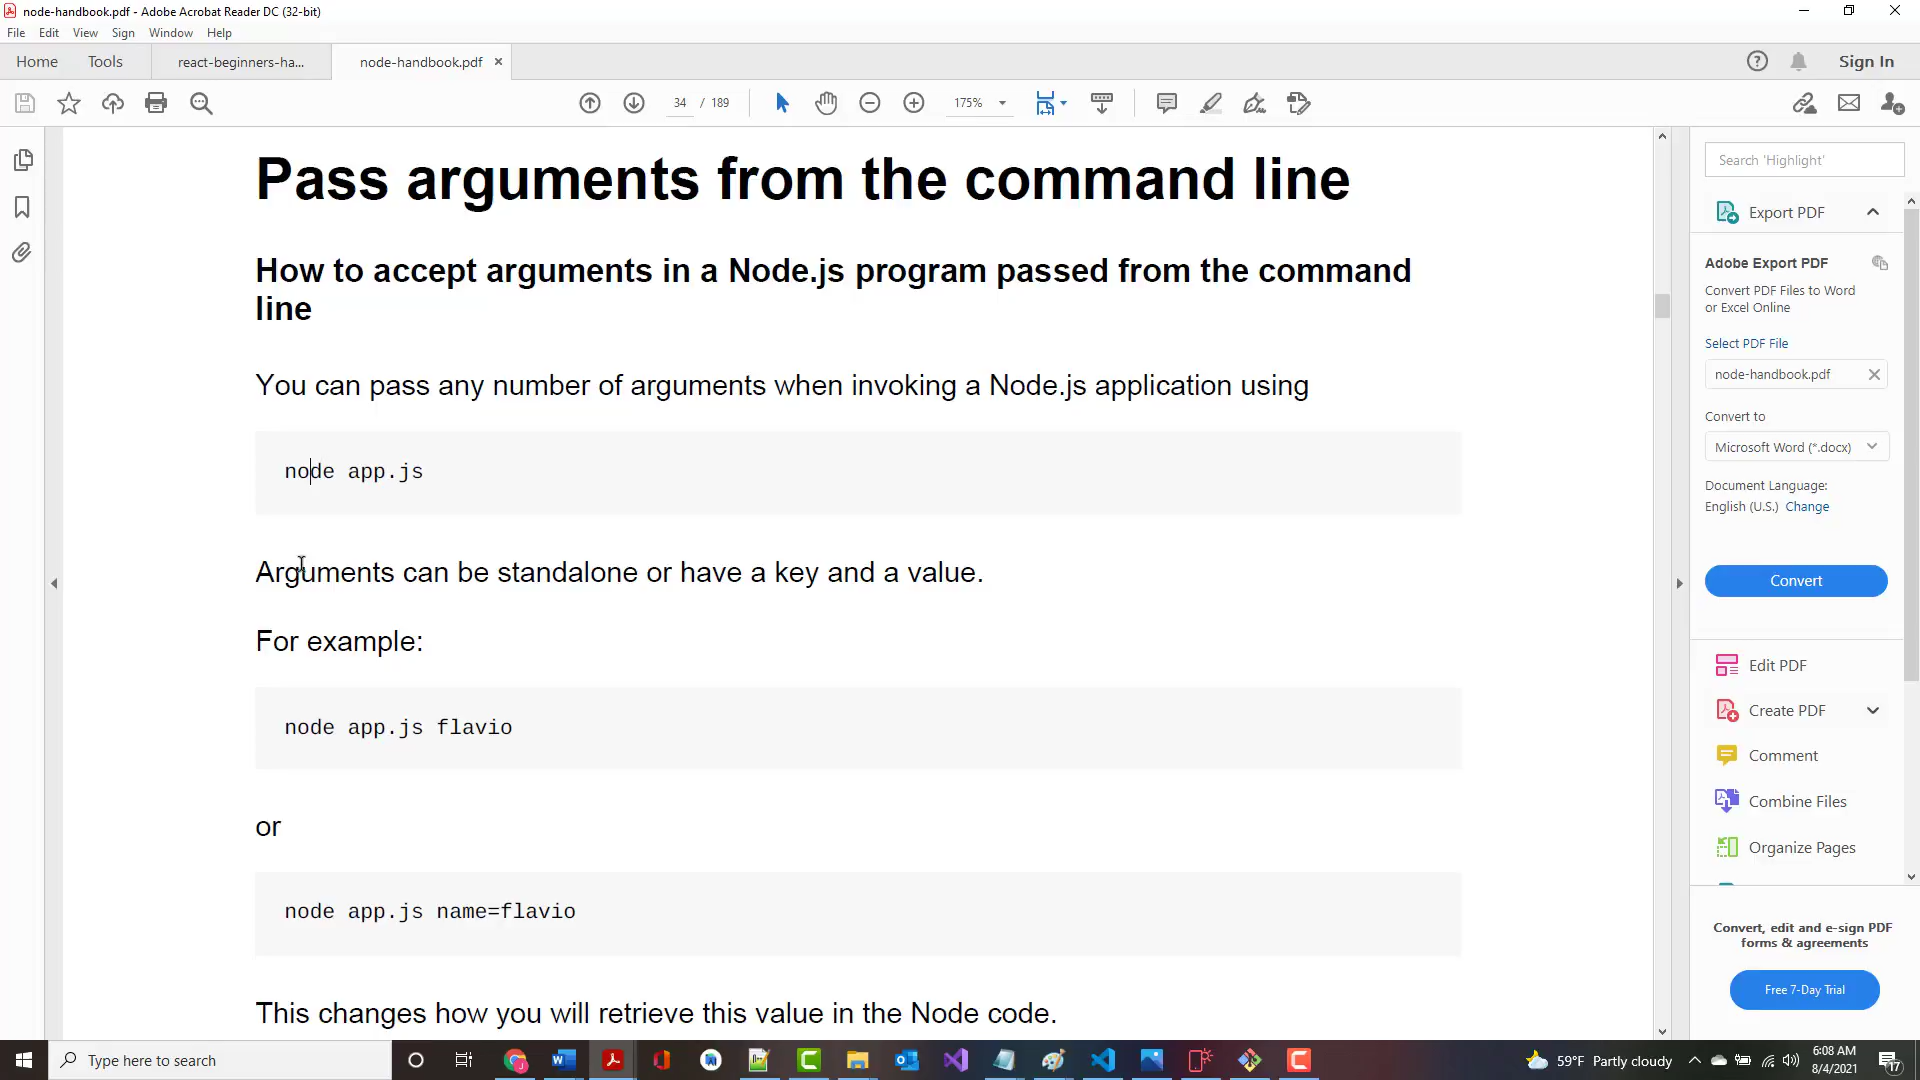 node-handbook.pdf - Adobe Acrobat Reader DC (32-bit)
File Edit View Sign Window Help
Home Tools react-beginners-ha... node-handbook.pdf × Sign In
34 / 189 175%
Pass arguments from the command line
How to accept arguments in a Node.js program passed from the command
line
You can pass any number of arguments when invoking a Node.js application using
node app.js
Arguments can be standalone or have a key and a value.
For example:
node app.js flavio
or
node app.js name=flavio
This changes how you will retrieve this value in the Node code.
Search 'Highlight'
Export PDF
Adobe Export PDF
Convert PDF Files to Word
or Excel Online
Select PDF File
node-handbook.pdf
Convert to
Microsoft Word (*.docx)
Document Language:
English (U.S.) Change
Convert
Edit PDF
Create PDF
Comment
Combine Files
Organize Pages
Convert, edit and e-sign PDF
forms & agreements
Free 7-Day Trial
Type here to search
59°F Partly cloudy
6:08 AM
8/4/2021
17